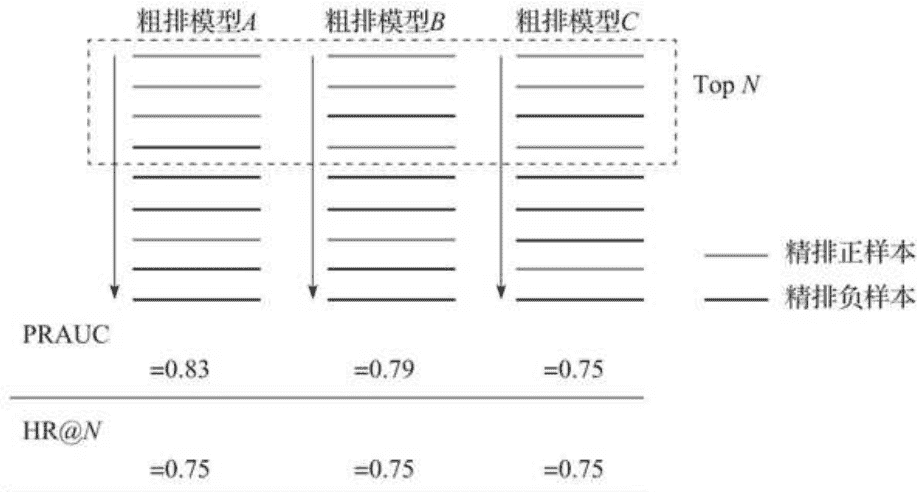 粗排模型A 粗排模型B 粗排模型C
Top N
精排正样本
精排负样本
PRAUC
=0.83 =0.79 =0.75
HR@N
=0.75 =0.75 =0.75